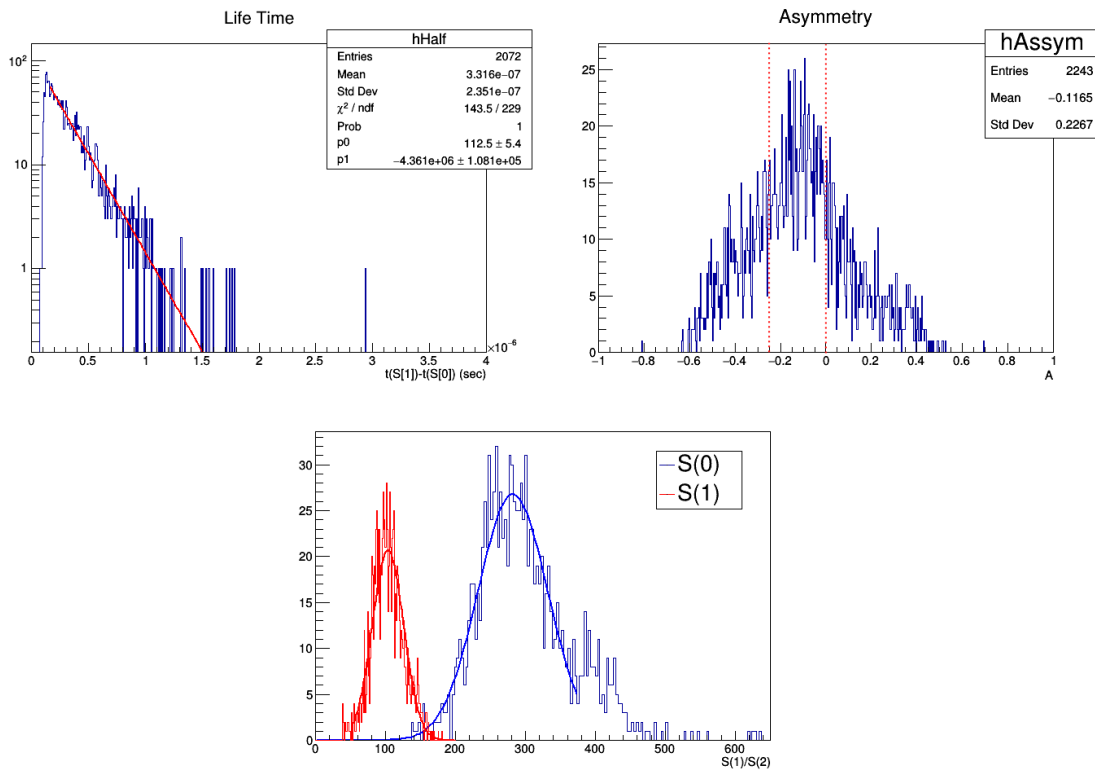 Life Time
hHalf
Entries 2072
Mean 3.316e-07
Std Dev 2.351e-07
χ² / ndf 143.5 / 229
Prob 1
p0 112.5 ± 5.4
p1 −4.361e+06 ± 1.081e+05
10²
10
1
0 0.5 1 1.5 2 2.5 3 3.5 4
×10⁻⁶
t(S[1])-t(S[0]) (sec)
Asymmetry
hAssym
Entries 2243
Mean −0.1165
Std Dev 0.2267
25
20
15
10
5
0
−1 −0.8 −0.6 −0.4 −0.2 0 0.2 0.4 0.6 0.8 1
A
S(0)
S(1)
30
25
20
15
10
5
0
0 100 200 300 400 500 600
S(1)/S(2)